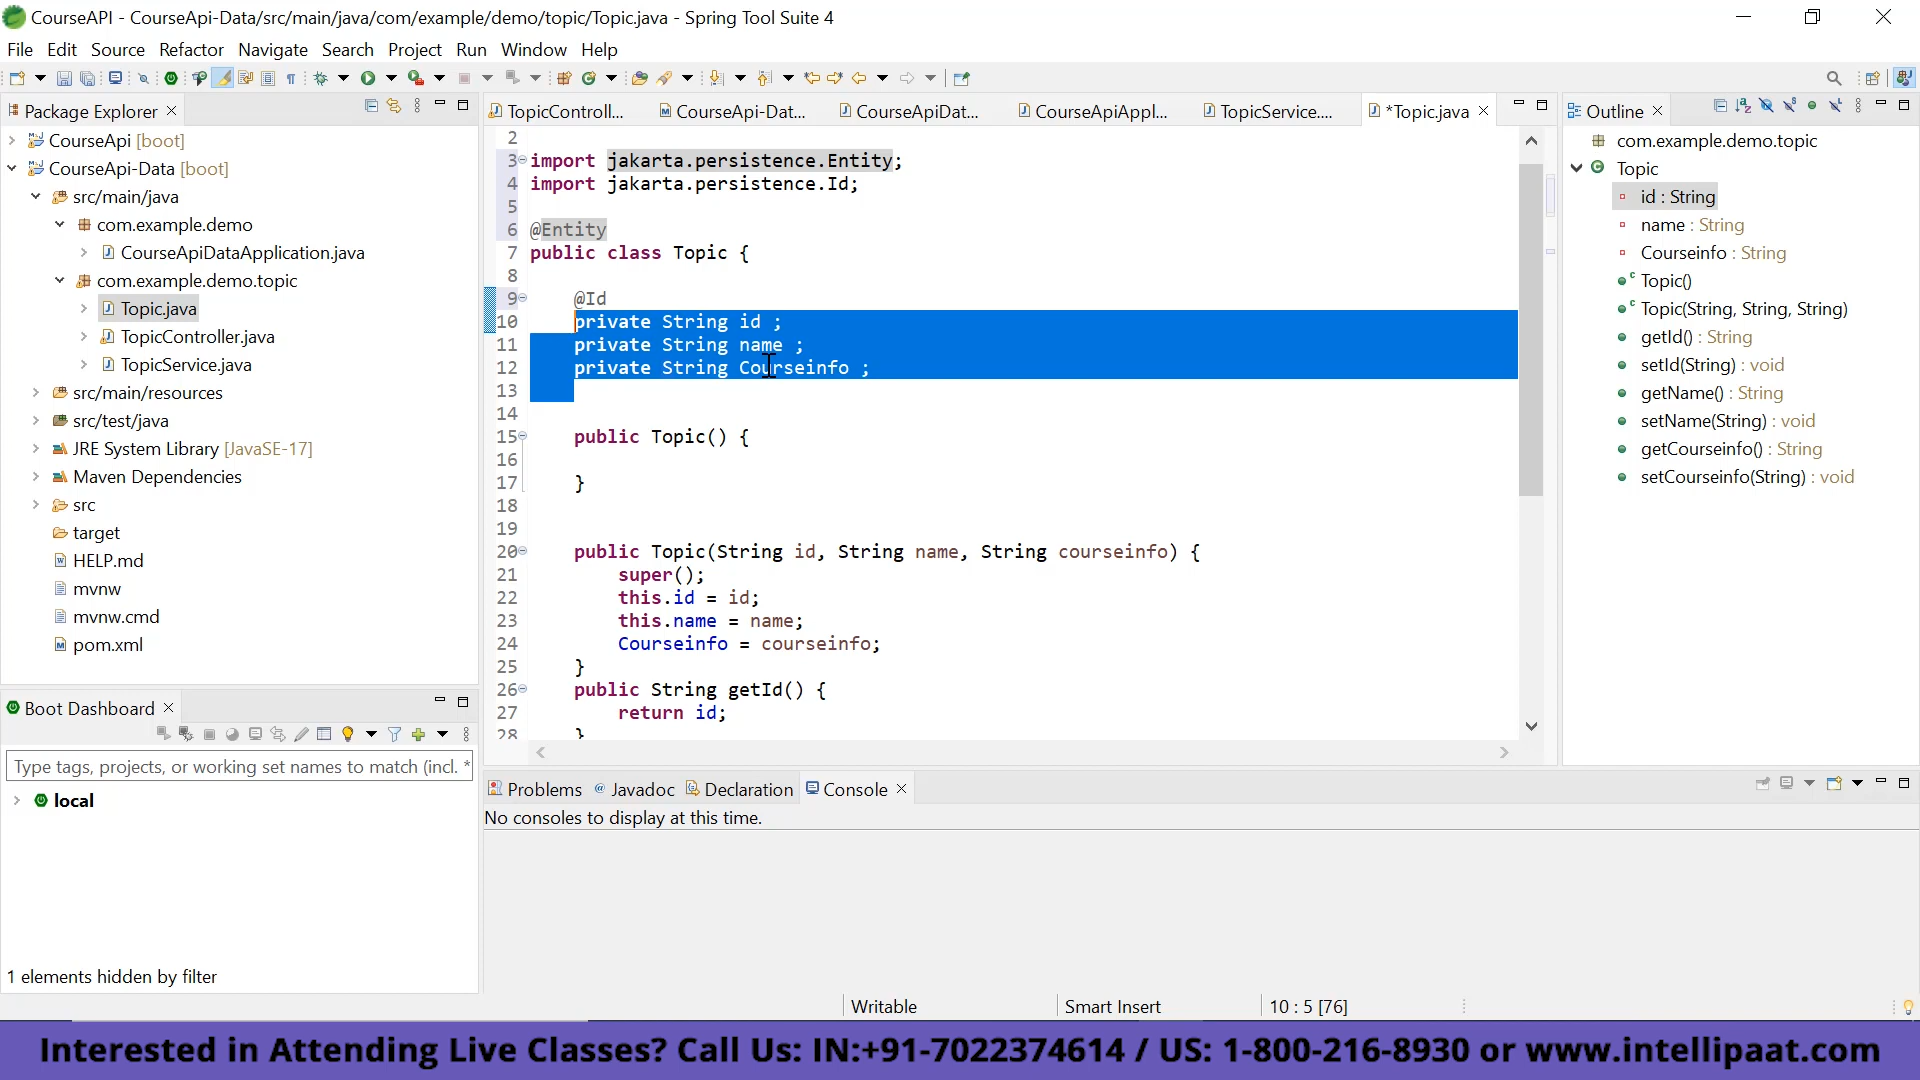 CourseAPI - CourseApi-Data/src/main/java/com/example/demo/topic/Topic.java - Spring Tool Suite 4
File Edit Source Refactor Navigate Search Project Run Window Help
Package Explorer
CourseApi [boot]
CourseApi-Data [boot]
src/main/java
com.example.demo
CourseApiDataApplication.java
com.example.demo.topic
Topic.java
TopicController.java
TopicService.java
src/main/resources
src/test/java
JRE System Library [JavaSE-17]
Maven Dependencies
src
target
HELP.md
mvnw
mvnw.cmd
pom.xml
Boot Dashboard
Type tags, projects, or working set names to match (incl. *
local
1 elements hidden by filter
TopicControll... CourseApi-Dat... CourseApiDat... CourseApiAppl... TopicService.... *Topic.java
2
3 import jakarta.persistence.Entity;
4 import jakarta.persistence.Id;
5
6 @Entity
7 public class Topic {
8
9 @Id
10 private String id ;
11 private String name ;
12 private String Courseinfo ;
13
14
15 public Topic() {
16
17 }
18
19
20 public Topic(String id, String name, String courseinfo) {
21 super();
22 this.id = id;
23 this.name = name;
24 Courseinfo = courseinfo;
25 }
26 public String getId() {
27 return id;
28 }
Outline
com.example.demo.topic
Topic
id : String
name : String
Courseinfo : String
Topic()
Topic(String, String, String)
getId() : String
setId(String) : void
getName() : String
setName(String) : void
getCourseinfo() : String
setCourseinfo(String) : void
Problems Javadoc Declaration Console
No consoles to display at this time.
Writable Smart Insert 10 : 5 [76]
Interested in Attending Live Classes? Call Us: IN:+91-7022374614 / US: 1-800-216-8930 or www.intellipaat.com